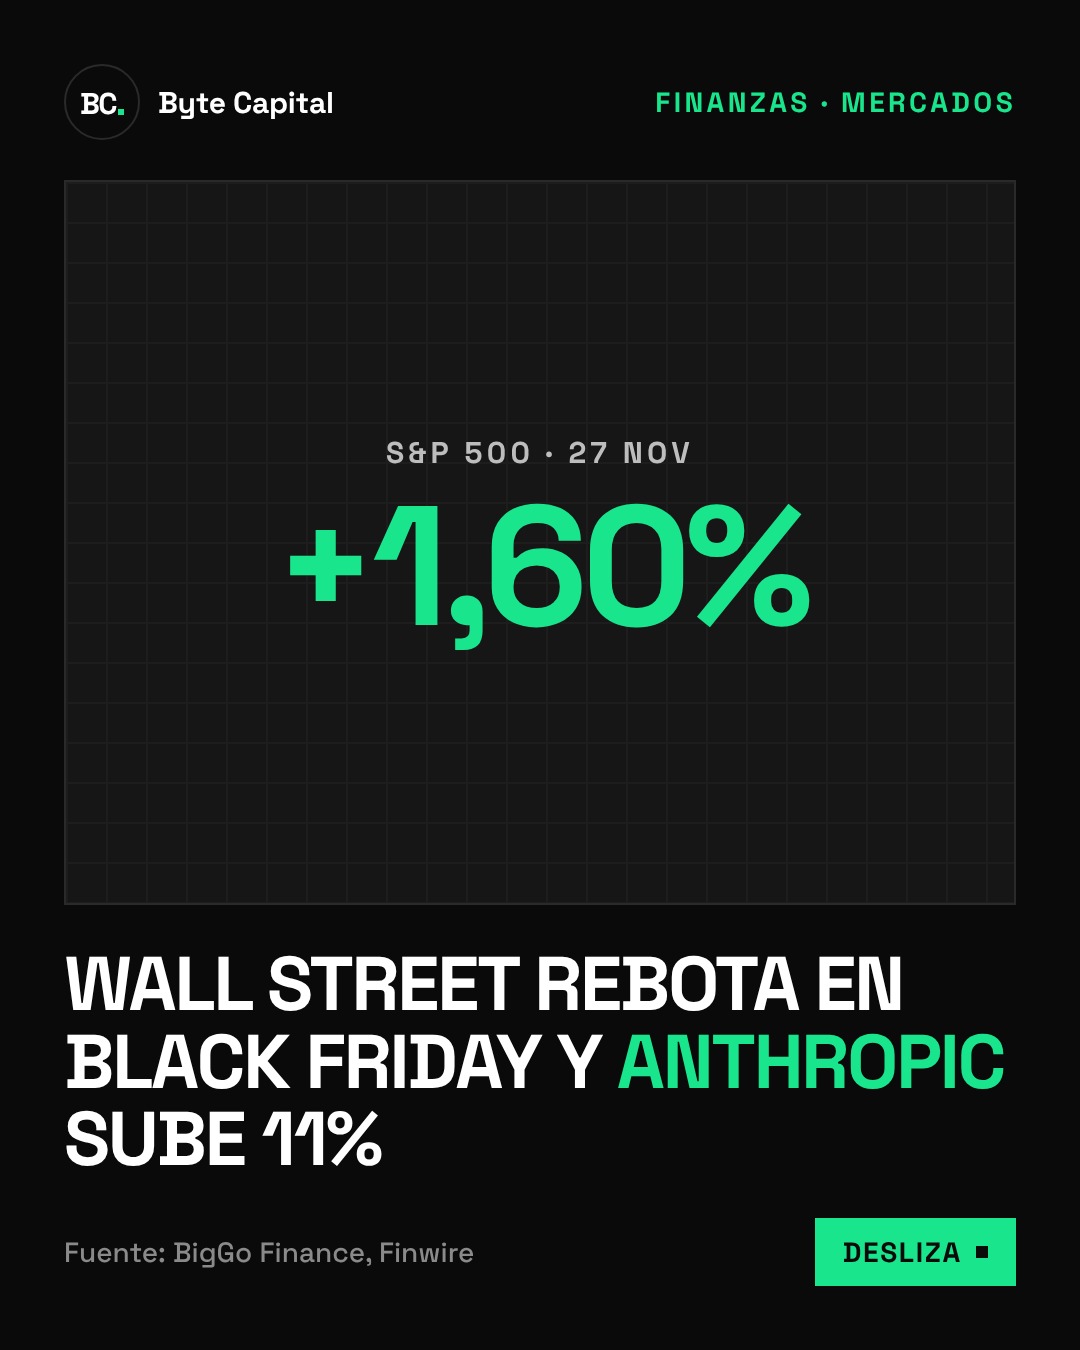 BC.
Byte Capital
FINANZAS · MERCADOS
S&P 500 · 27 NOV
+1,60%
WALL STREET REBOTA EN
BLACK FRIDAY Y ANTHROPIC
SUBE 11%
Fuente: BigGo Finance, Finwire
DESLIZA